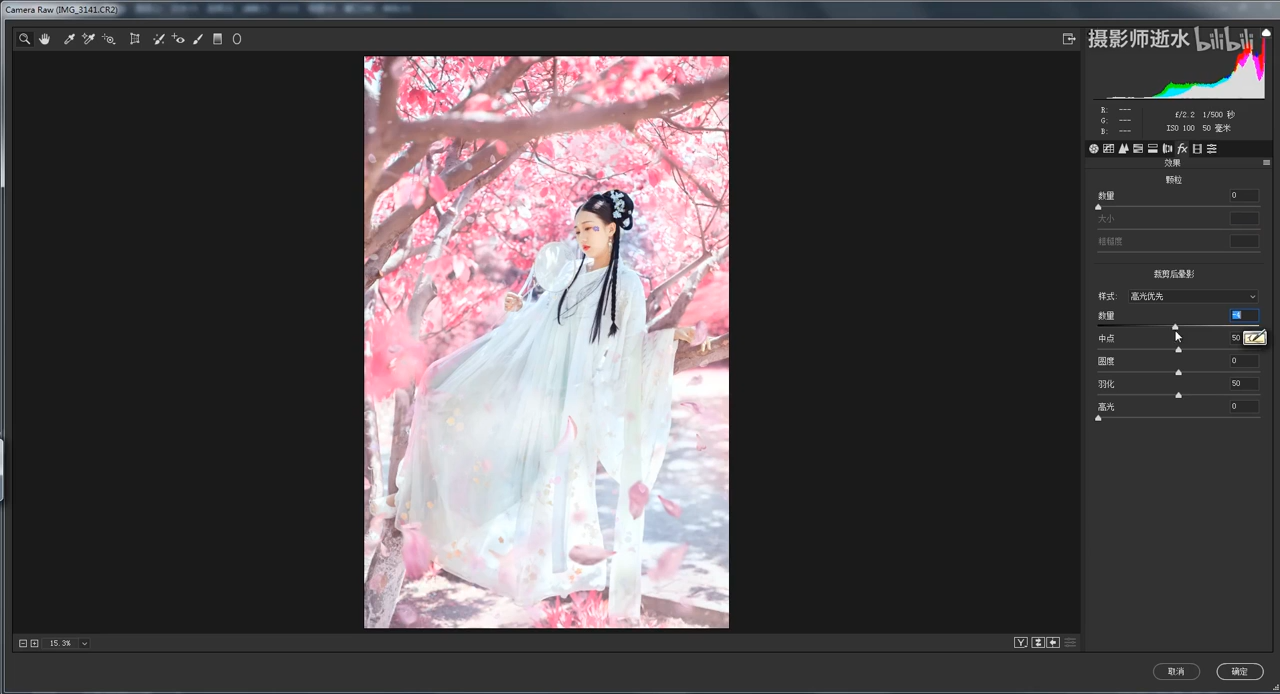 Camera Raw (IMG_3141.CR2)
摄影师逝水 bilibili
R: ---
G: ---
B: ---
f/2.2 1/500 秒
ISO 100 50 毫米
fx
效果
颗粒
数量 0
大小
粗糙度
裁剪后晕影
样式: 高光优先
数量 -4
中点 50
圆度 0
羽化 50
高光 0
15.3%
Y
取消 确定